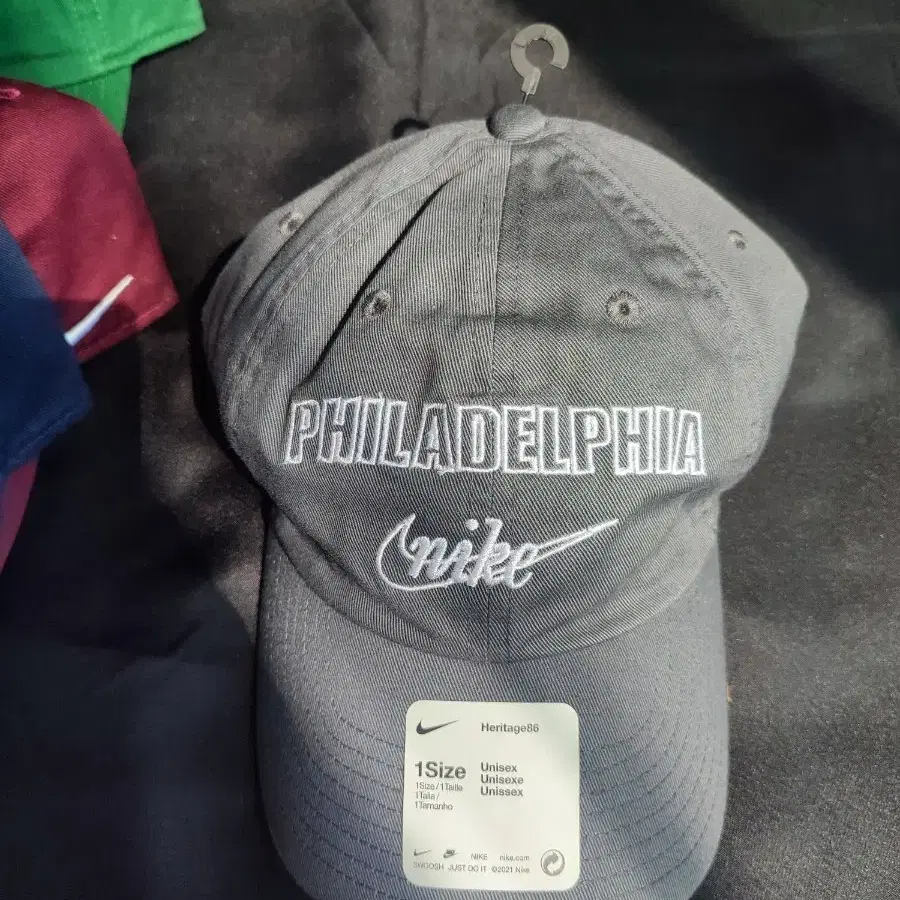 PHILADELPHIA
nike
Heritage86
1Size
1Size/1Taille
1Talla/
1Tamanho
Unisex
Unisexe
Unissex
NIKE nike.com
SWOOSH JUST DO IT ©2021 Nike